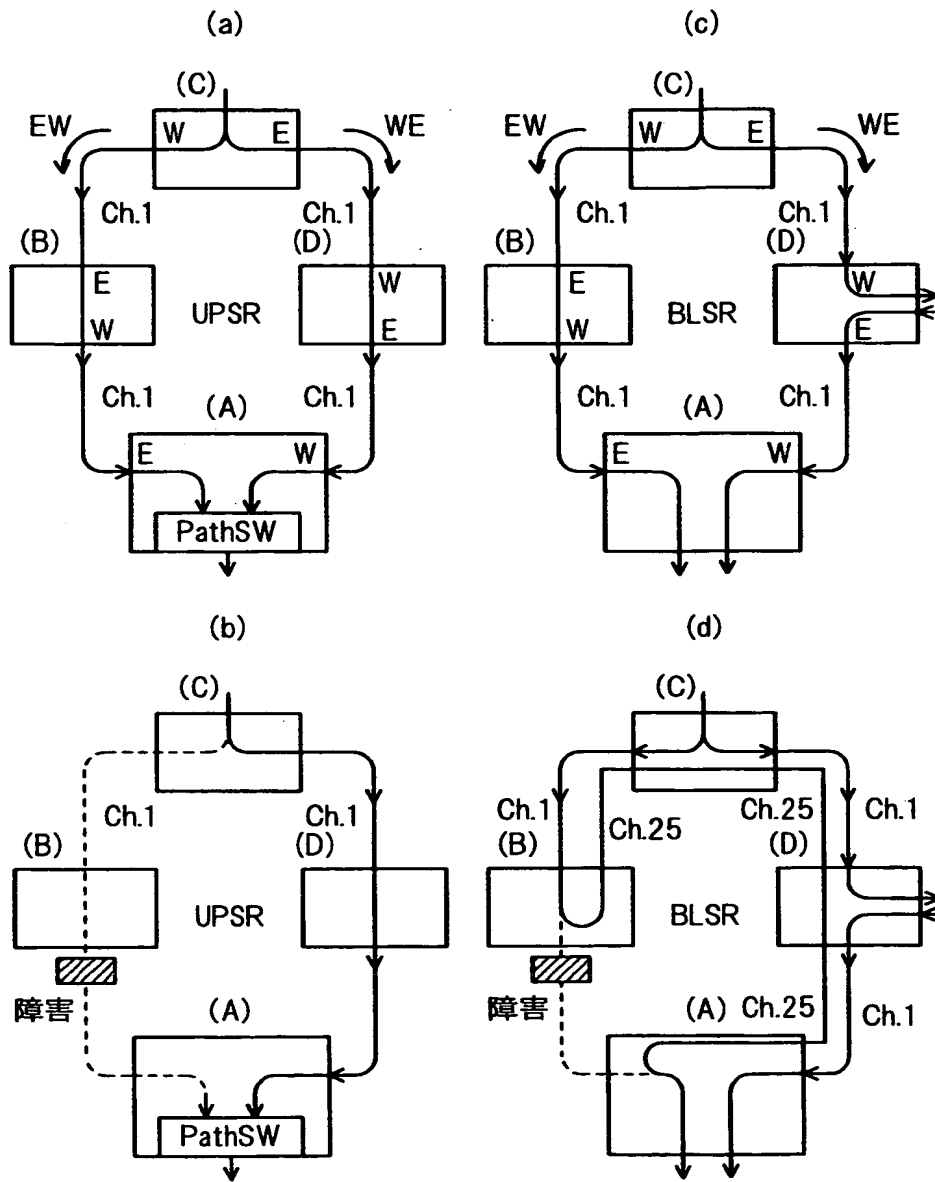 (a)
(C)
EW
W
E
WE
Ch.1
Ch.1
(B)
(D)
E
W
UPSR
W
E
Ch.1
Ch.1
(A)
E
W
PathSW
(c)
(C)
EW
W
E
WE
Ch.1
Ch.1
(B)
(D)
E
W
BLSR
W
E
Ch.1
Ch.1
(A)
E
W
(b)
(C)
Ch.1
Ch.1
(B)
(D)
UPSR
障害
(A)
PathSW
(d)
(C)
Ch.1
Ch.25
Ch.25
Ch.1
(B)
(D)
BLSR
障害
(A)
Ch.25
Ch.1